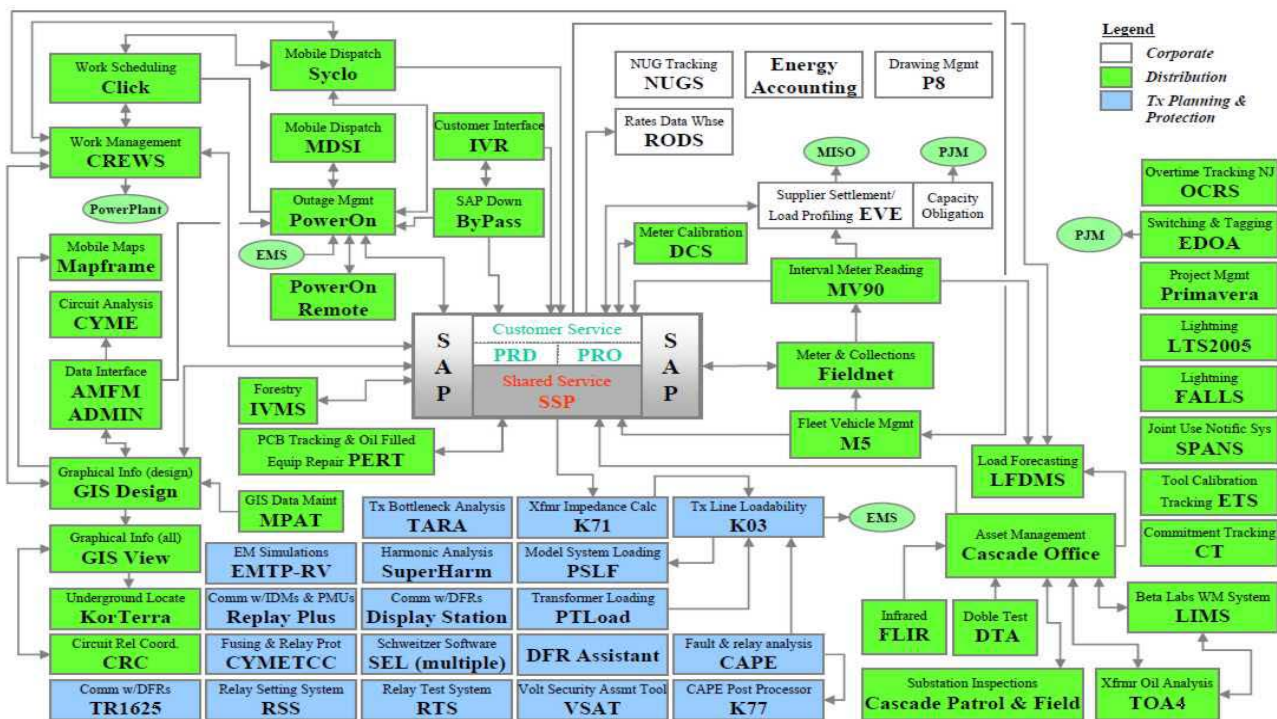 Legend
Corporate
Distribution
Tx Planning &
Protection
Work Scheduling
Click
Mobile Dispatch
Syclo
NUG Tracking
NUGS
Energy
Accounting
Drawing Mgmt
P8
Work Management
CREWS
Mobile Dispatch
MDSI
Customer Interface
IVR
Rates Data Whse
RODS
MISO
PJM
PowerPlant
Outage Mgmt
PowerOn
SAP Down
ByPass
Supplier Settlement/
Load Profiling EVE
Capacity
Obligation
Overtime Tracking NJ
OCRS
Mobile Maps
Mapframe
EMS
PowerOn
Remote
Meter Calibration
DCS
Interval Meter Reading
MV90
PJM
Switching & Tagging
EDOA
Circuit Analysis
CYME
Project Mgmt
Primavera
S
A
P
Customer Service
PRD
PRO
Shared Service
SSP
S
A
P
Lightning
LTS2005
Data Interface
AMFM
ADMIN
Forestry
IVMS
Meter & Collections
Fieldnet
Lightning
FALLS
PCB Tracking & Oil Filled
Equip Repair PERT
Fleet Vehicle Mgmt
M5
Joint Use Notific Sys
SPANS
Graphical Info (design)
GIS Design
GIS Data Maint
MPAT
Load Forecasting
LFDMS
Tool Calibration
Tracking ETS
Tx Bottleneck Analysis
TARA
Xfmr Impedance Calc
K71
Tx Line Loadability
K03
EMS
Asset Management
Cascade Office
Commitment Tracking
CT
Graphical Info (all)
GIS View
EM Simulations
EMTP-RV
Harmonic Analysis
SuperHarm
Model System Loading
PSLF
Underground Locate
KorTerra
Comm w/IDMs & PMUs
Replay Plus
Comm w/DFRs
Display Station
Transformer Loading
PTLoad
Infrared
FLIR
Doble Test
DTA
Beta Labs WM System
LIMS
Circuit Rel Coord.
CRC
Fusing & Relay Prot
CYMETCC
Schweitzer Software
SEL (multiple)
DFR Assistant
Fault & relay analysis
CAPE
Comm w/DFRs
TR1625
Relay Setting System
RSS
Relay Test System
RTS
Volt Security Assmt Tool
VSAT
CAPE Post Processor
K77
Substation Inspections
Cascade Patrol & Field
Xfrmr Oil Analysis
TOA4